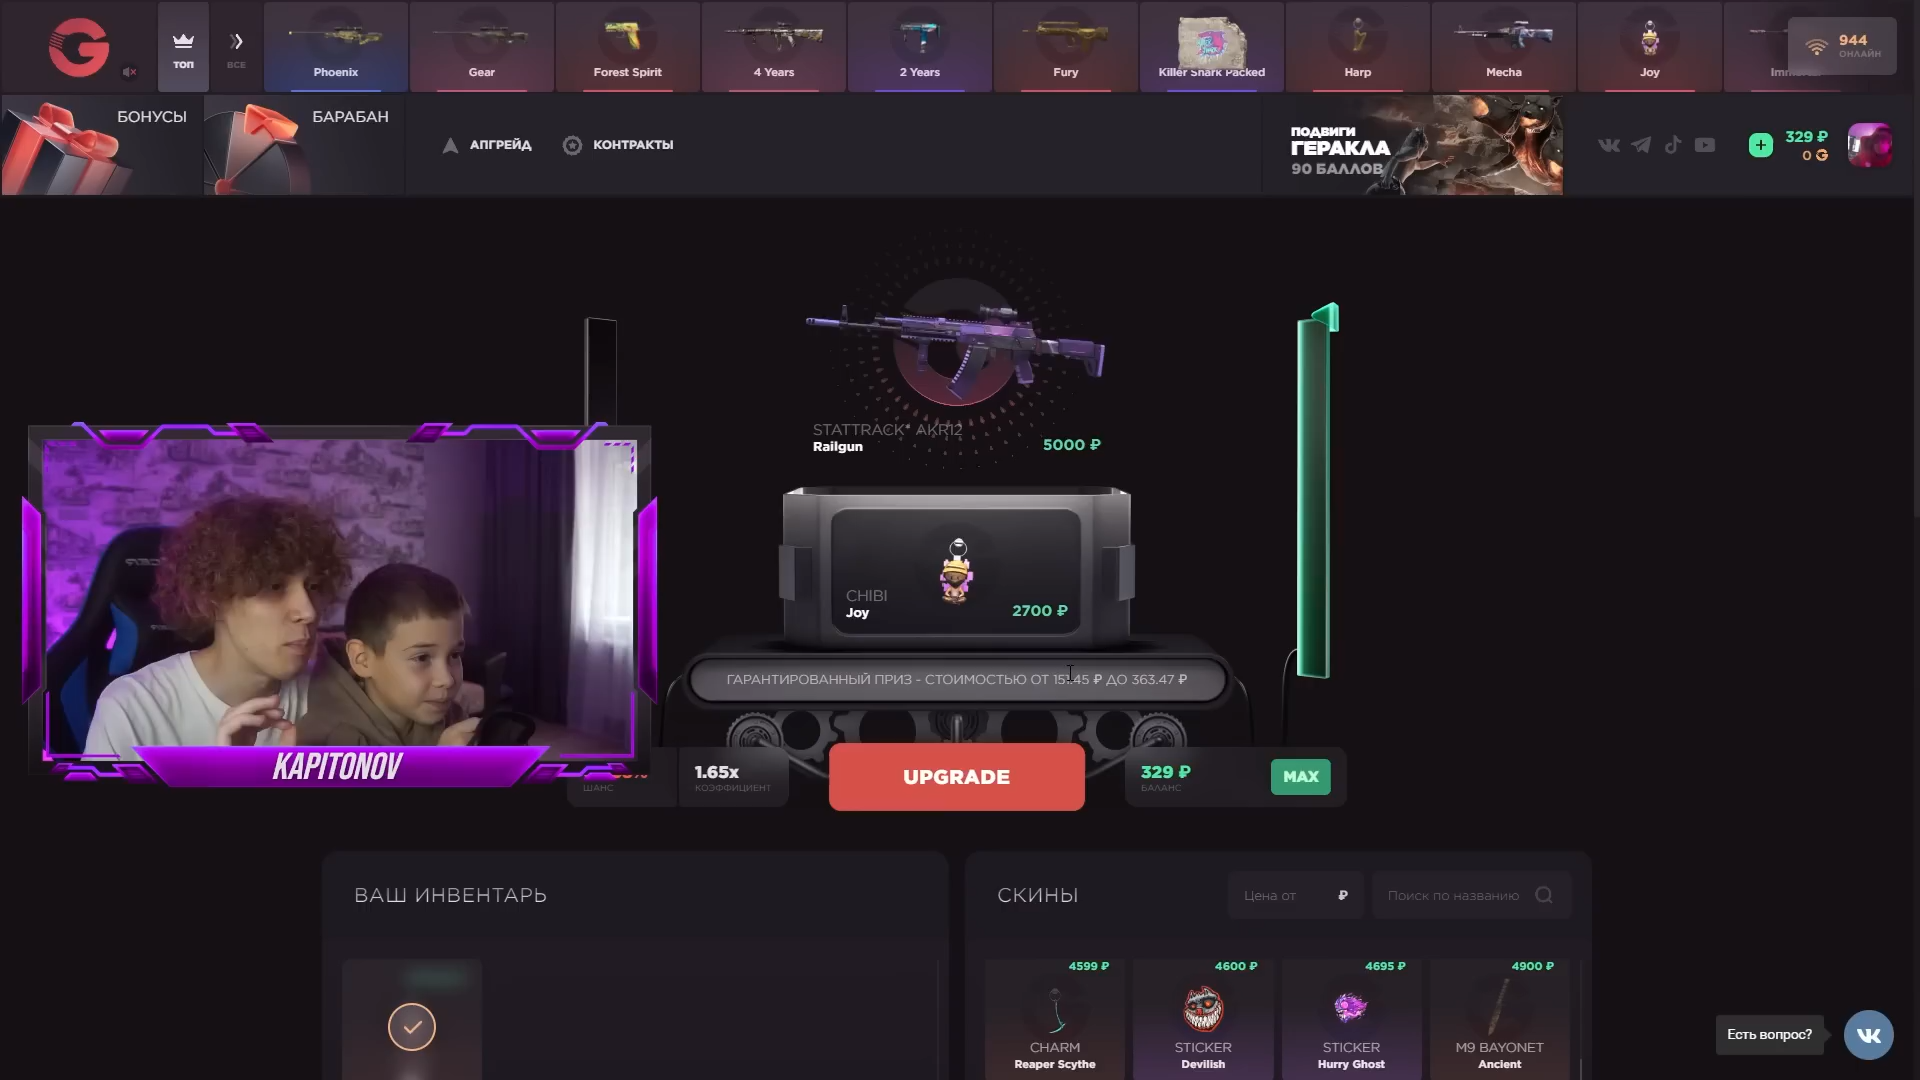 ТОП
ВСЕ
Phoenix
Gear
Forest Spirit
4 Years
2 Years
Fury
Killer Shark Packed
Harp
Mecha
Joy
944
ОНЛАЙН
БОНУСЫ
БАРАБАН
АПГРЕЙД
КОНТРАКТЫ
ПОДВИГИ
ГЕРАКЛА
90 БАЛЛОВ
329 ₽
0 G
STATTRACK* AKR12
Railgun
5000 ₽
CHIBI
Joy
2700 ₽
ГАРАНТИРОВАННЫЙ ПРИЗ - СТОИМОСТЬЮ ОТ 151.45 ₽ ДО 363.47 ₽
KAPITONOV
ШАНС
1.65x
КОЭФФИЦИЕНТ
UPGRADE
329 ₽
БАЛАНС
MAX
ВАШ ИНВЕНТАРЬ
СКИНЫ
Цена от ₽
Поиск по названию
4599 ₽
CHARM
Reaper Scythe
4600 ₽
STICKER
Devilish
4695 ₽
STICKER
Hurry Ghost
4900 ₽
M9 BAYONET
Ancient
Есть вопрос?